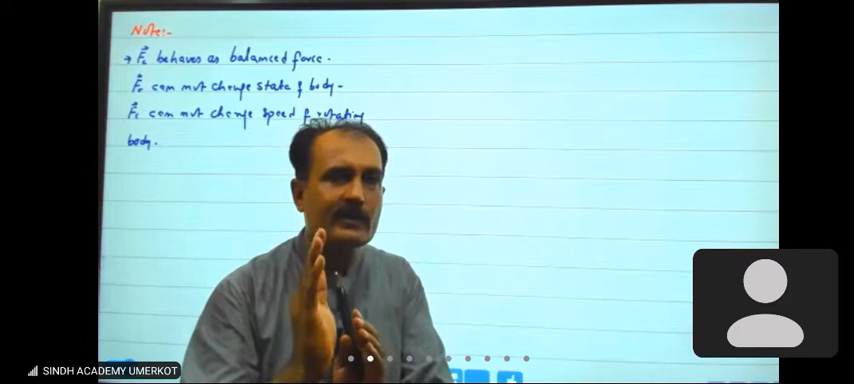 Note:-
→ F⃗c behaves as balanced force.
F⃗c can not change state of body-
F⃗c can not change speed of rotating
body.
SINDH ACADEMY UMERKOT